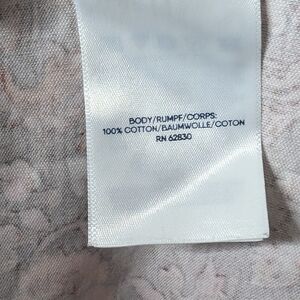 BODY/RUMPF/CORPS:
100% COTTON/BAUMWOLLE/COTON
RN 62830